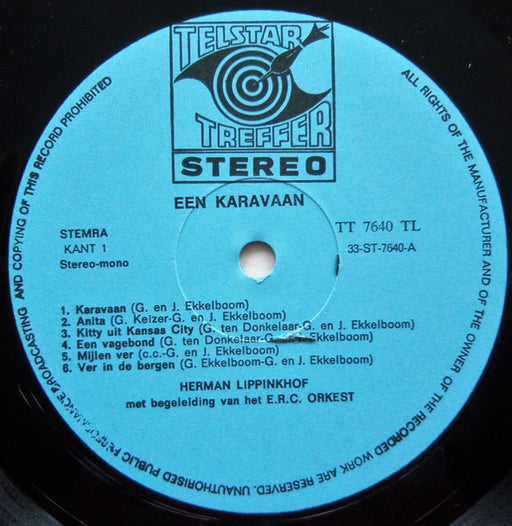 TELSTAR
TREFFER
STEREO
EEN KARAVAAN
STEMRA
KANT 1
Stereo-mono
TT 7640 TL
33-ST-7640-A
1. Karavaan (G. en J. Ekkelboom)
2. Anita (G. Keizer-G. en J. Ekkelboom)
3. Kitty uit Kansas City (G. ten Donkelaar-G. en J. Ekkelboom)
4. Een vagebond (G. ten Donkelaar-G. en J. Ekkelboom)
5. Mijlen ver (c.c.-G. en J. Ekkelboom)
6. Ver in de bergen (G. Ekkelboom-G. en J. Ekkelboom)
HERMAN LIPPINKHOF
met begeleiding van het E.R.C. ORKEST
ALL RIGHTS OF THE MANUFACTURER AND OF THE OWNER OF THE RECORDED WORK ARE RESERVED. UNAUTHORISED PUBLIC PERFORMANCE BROADCASTING AND COPYING OF THIS RECORD PROHIBITED